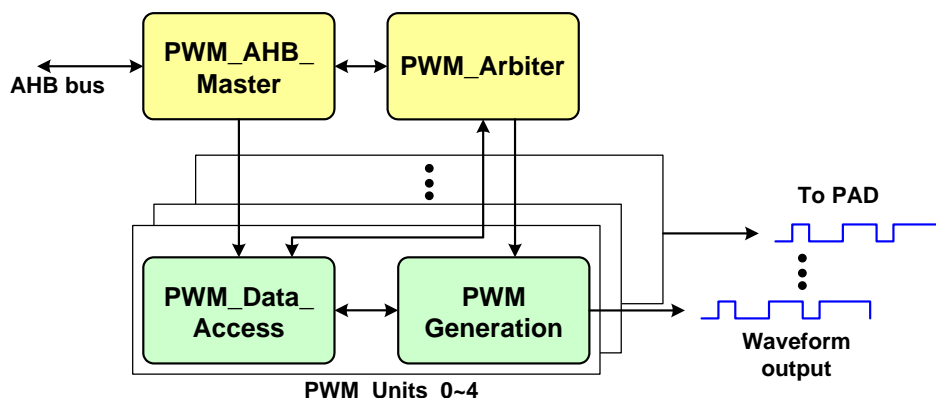 PWM_AHB_
Master
PWM_Arbiter
AHB bus
To PAD
PWM_Data_
Access
PWM
Generation
Waveform
output
PWM Units 0~4